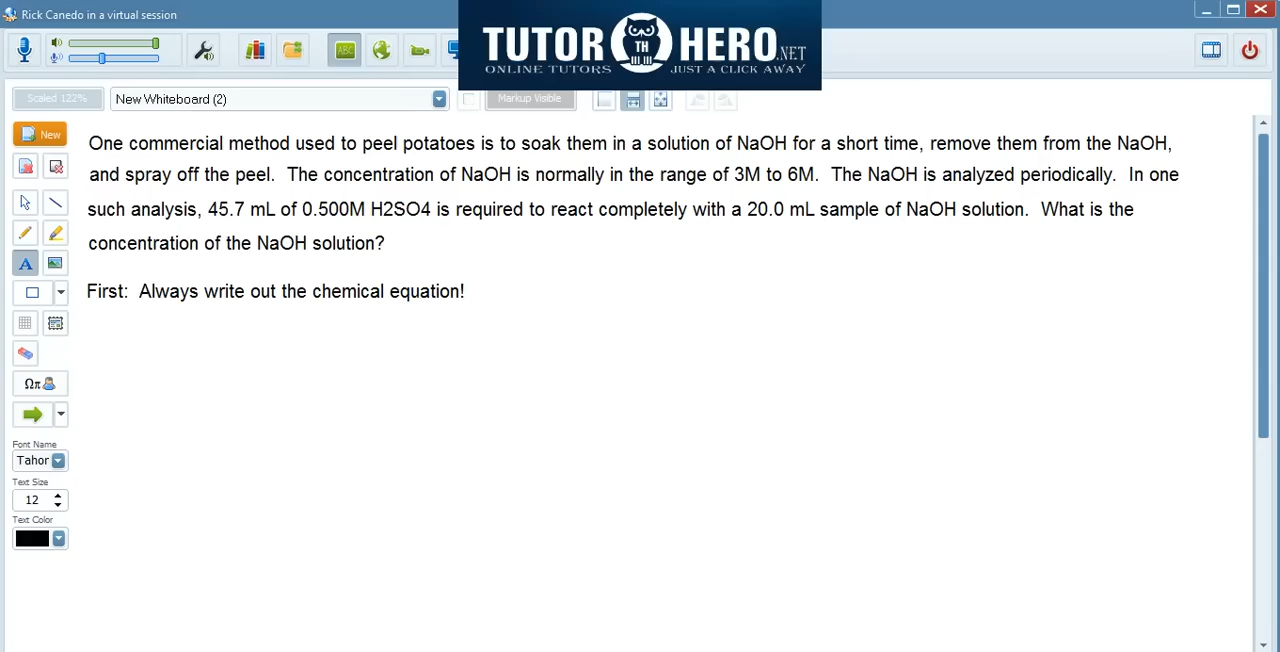 Rick Canedo in a virtual session
TUTOR TH HERO.NET
ONLINE TUTORS JUST A CLICK AWAY
ABC
Scaled 122%
New Whiteboard (2)
Markup Visible
New
One commercial method used to peel potatoes is to soak them in a solution of NaOH for a short time, remove them from the NaOH,
and spray off the peel. The concentration of NaOH is normally in the range of 3M to 6M. The NaOH is analyzed periodically. In one
such analysis, 45.7 mL of 0.500M H2SO4 is required to react completely with a 20.0 mL sample of NaOH solution. What is the
concentration of the NaOH solution?
First: Always write out the chemical equation!
A
Ωπ
Font Name
Tahor
Text Size
12
Text Color